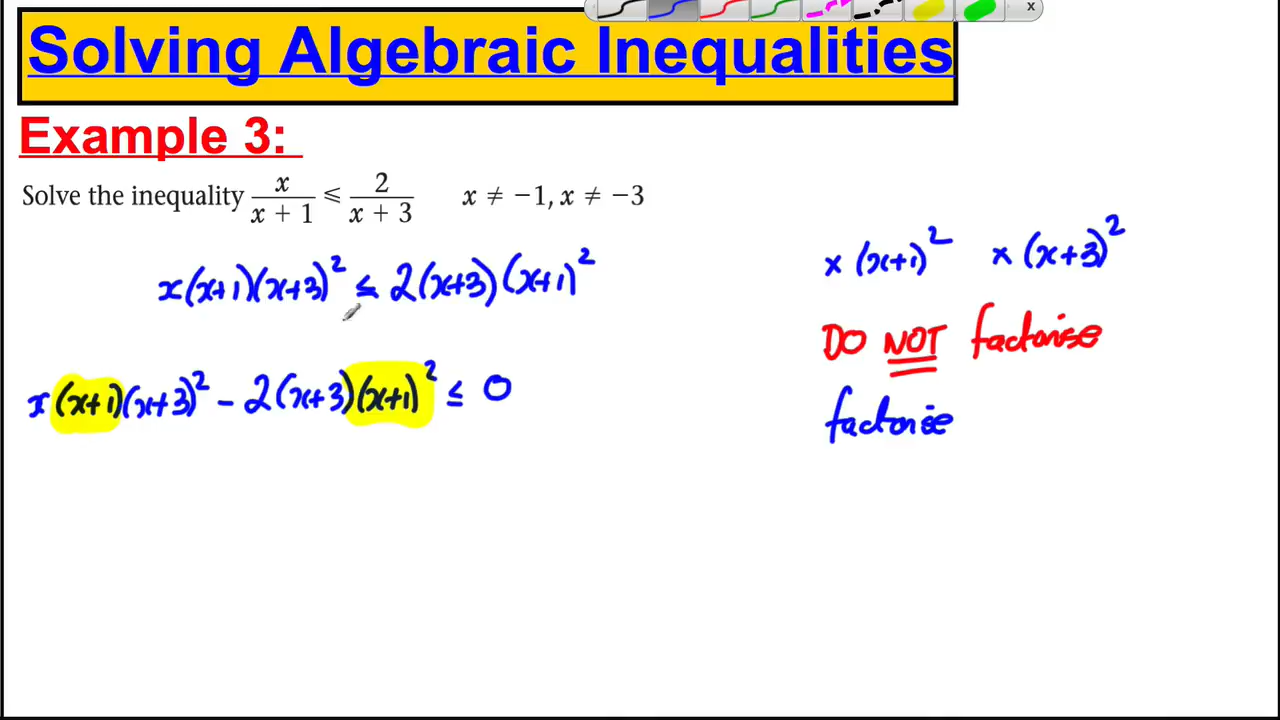 Solving Algebraic Inequalities
Example 3:
Solve the inequality x/(x + 1) ⩽ 2/(x + 3) x ≠ −1, x ≠ −3
x(x+1)(x+3)² ≤ 2(x+3)(x+1)²
×(x+1)² ×(x+3)²
DO NOT factorise
x(x+1)(x+3)² − 2(x+3)(x+1)² ≤ 0
factorise